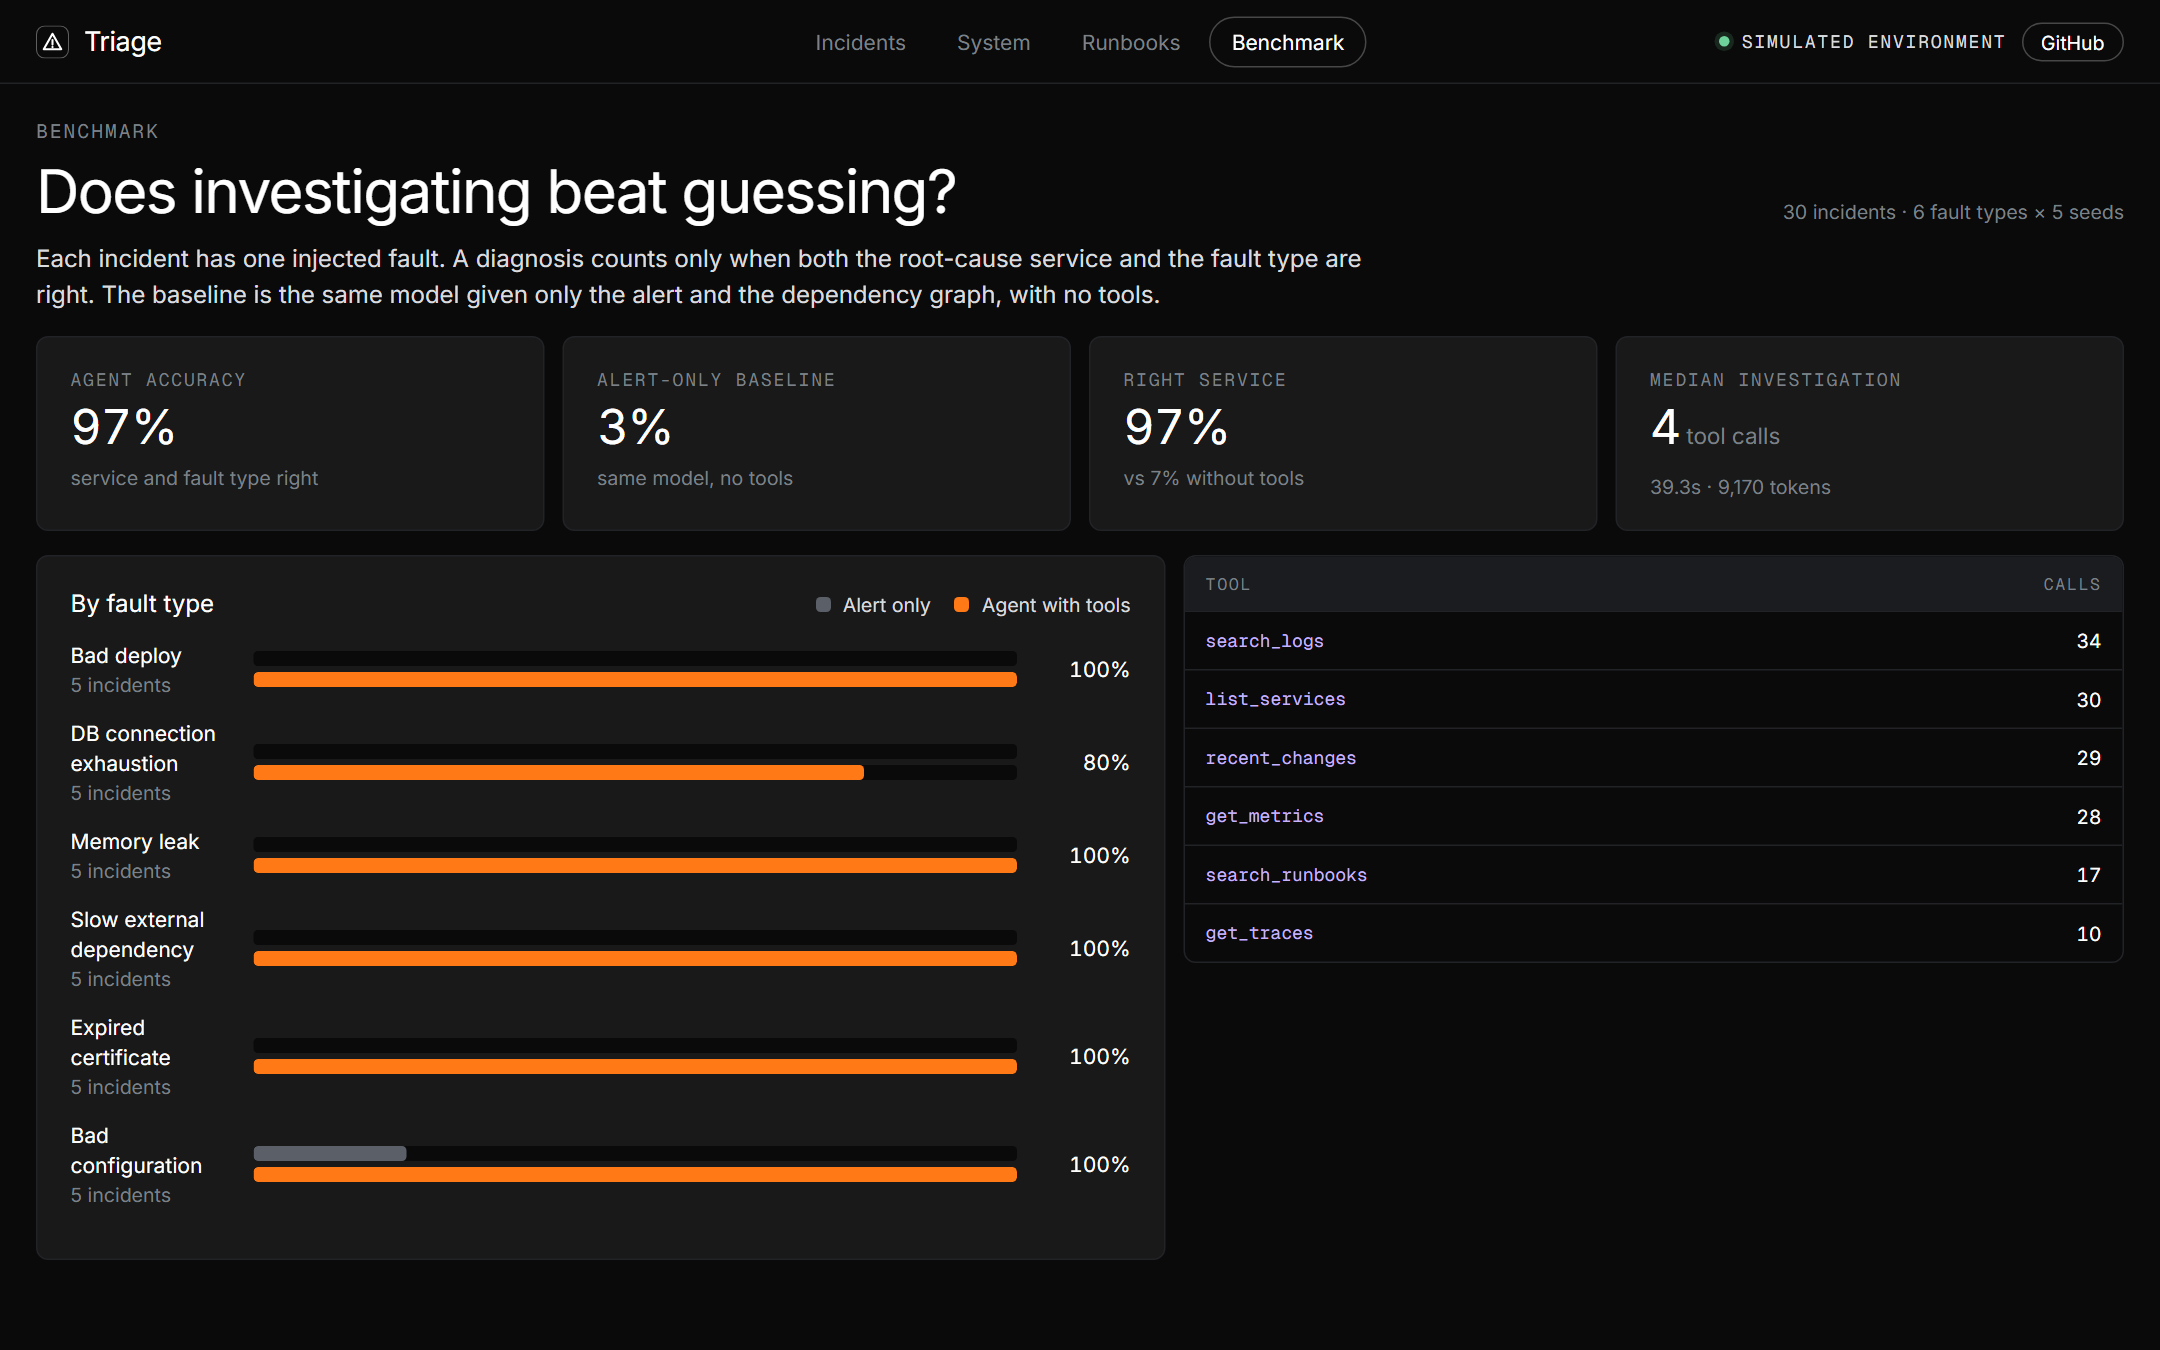 Triage
Incidents
System
Runbooks
Benchmark
SIMULATED ENVIRONMENT
GitHub
BENCHMARK
Does investigating beat guessing?
30 incidents · 6 fault types × 5 seeds
Each incident has one injected fault. A diagnosis counts only when both the root-cause service and the fault type are
right. The baseline is the same model given only the alert and the dependency graph, with no tools.
AGENT ACCURACY
97%
service and fault type right
ALERT-ONLY BASELINE
3%
same model, no tools
RIGHT SERVICE
97%
vs 7% without tools
MEDIAN INVESTIGATION
4 tool calls
39.3s · 9,170 tokens
By fault type
Alert only
Agent with tools
Bad deploy
5 incidents
100%
DB connection
exhaustion
5 incidents
80%
Memory leak
5 incidents
100%
Slow external
dependency
5 incidents
100%
Expired
certificate
5 incidents
100%
Bad
configuration
5 incidents
100%
TOOL CALLS
search_logs 34
list_services 30
recent_changes 29
get_metrics 28
search_runbooks 17
get_traces 10